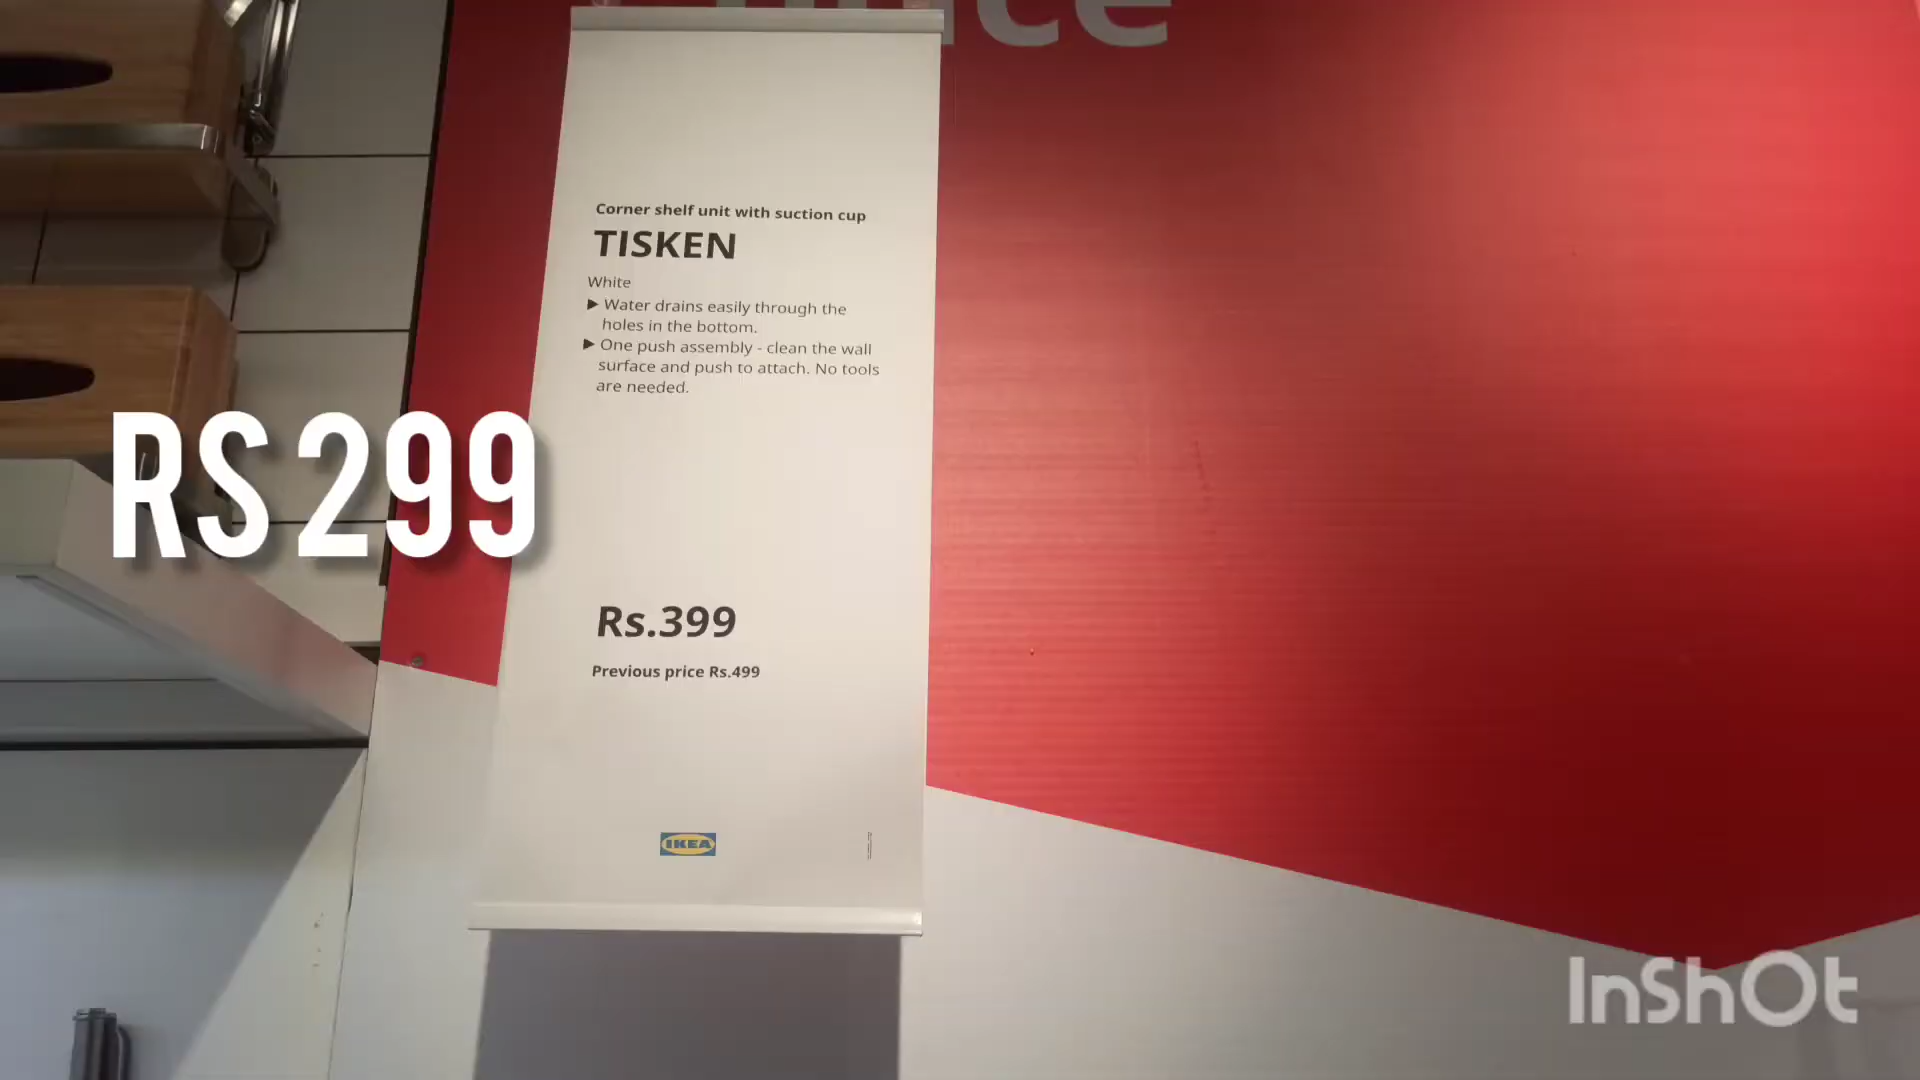 Corner shelf unit with suction cup
TISKEN
White
▶ Water drains easily through the
holes in the bottom.
▶ One push assembly - clean the wall
surface and push to attach. No tools
are needed.
RS 299
Rs.399
Previous price Rs.499
IKEA
InShOt